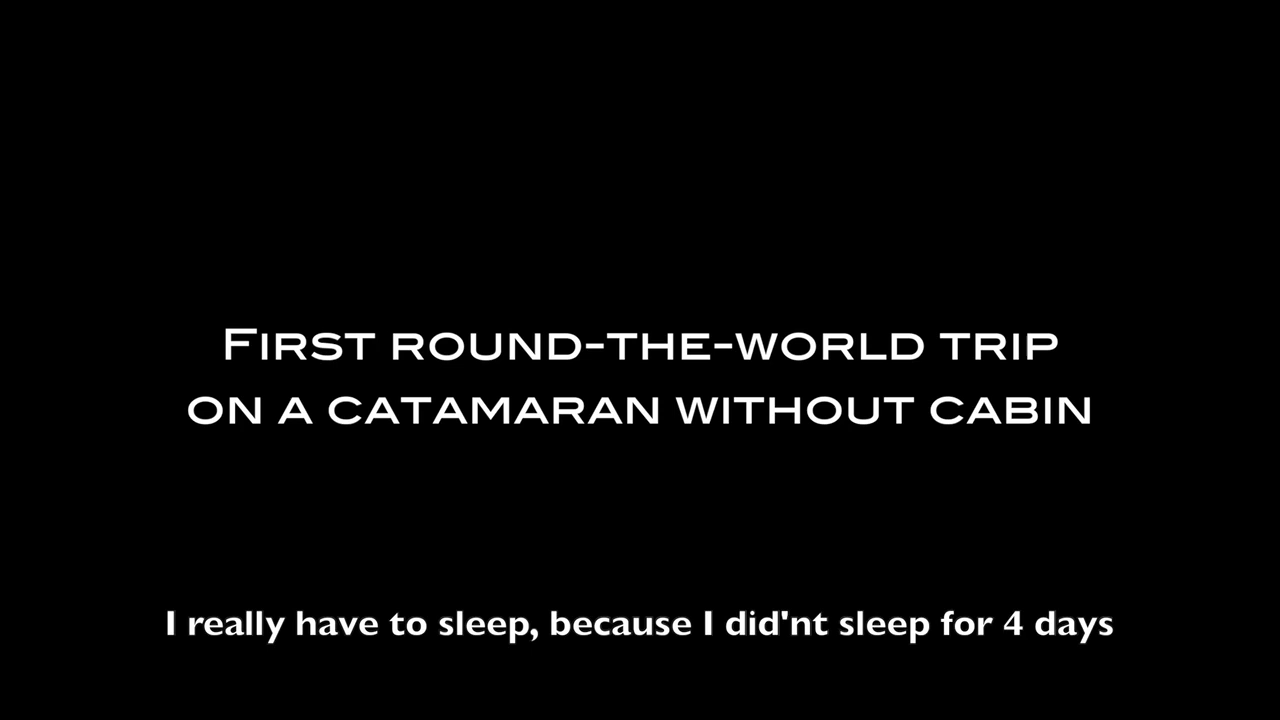 First round-the-world trip
on a catamaran without cabin
I really have to sleep, because I did'nt sleep for 4 days